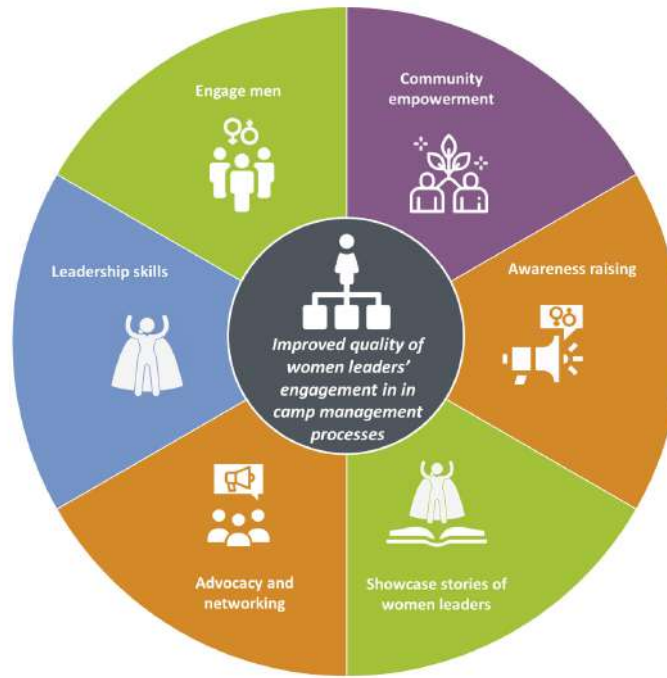 Engage men
Community
empowerment
Leadership skills
Awareness raising
Improved quality of
women leaders’
engagement in in
camp management
processes
Advocacy and
networking
Showcase stories of
women leaders